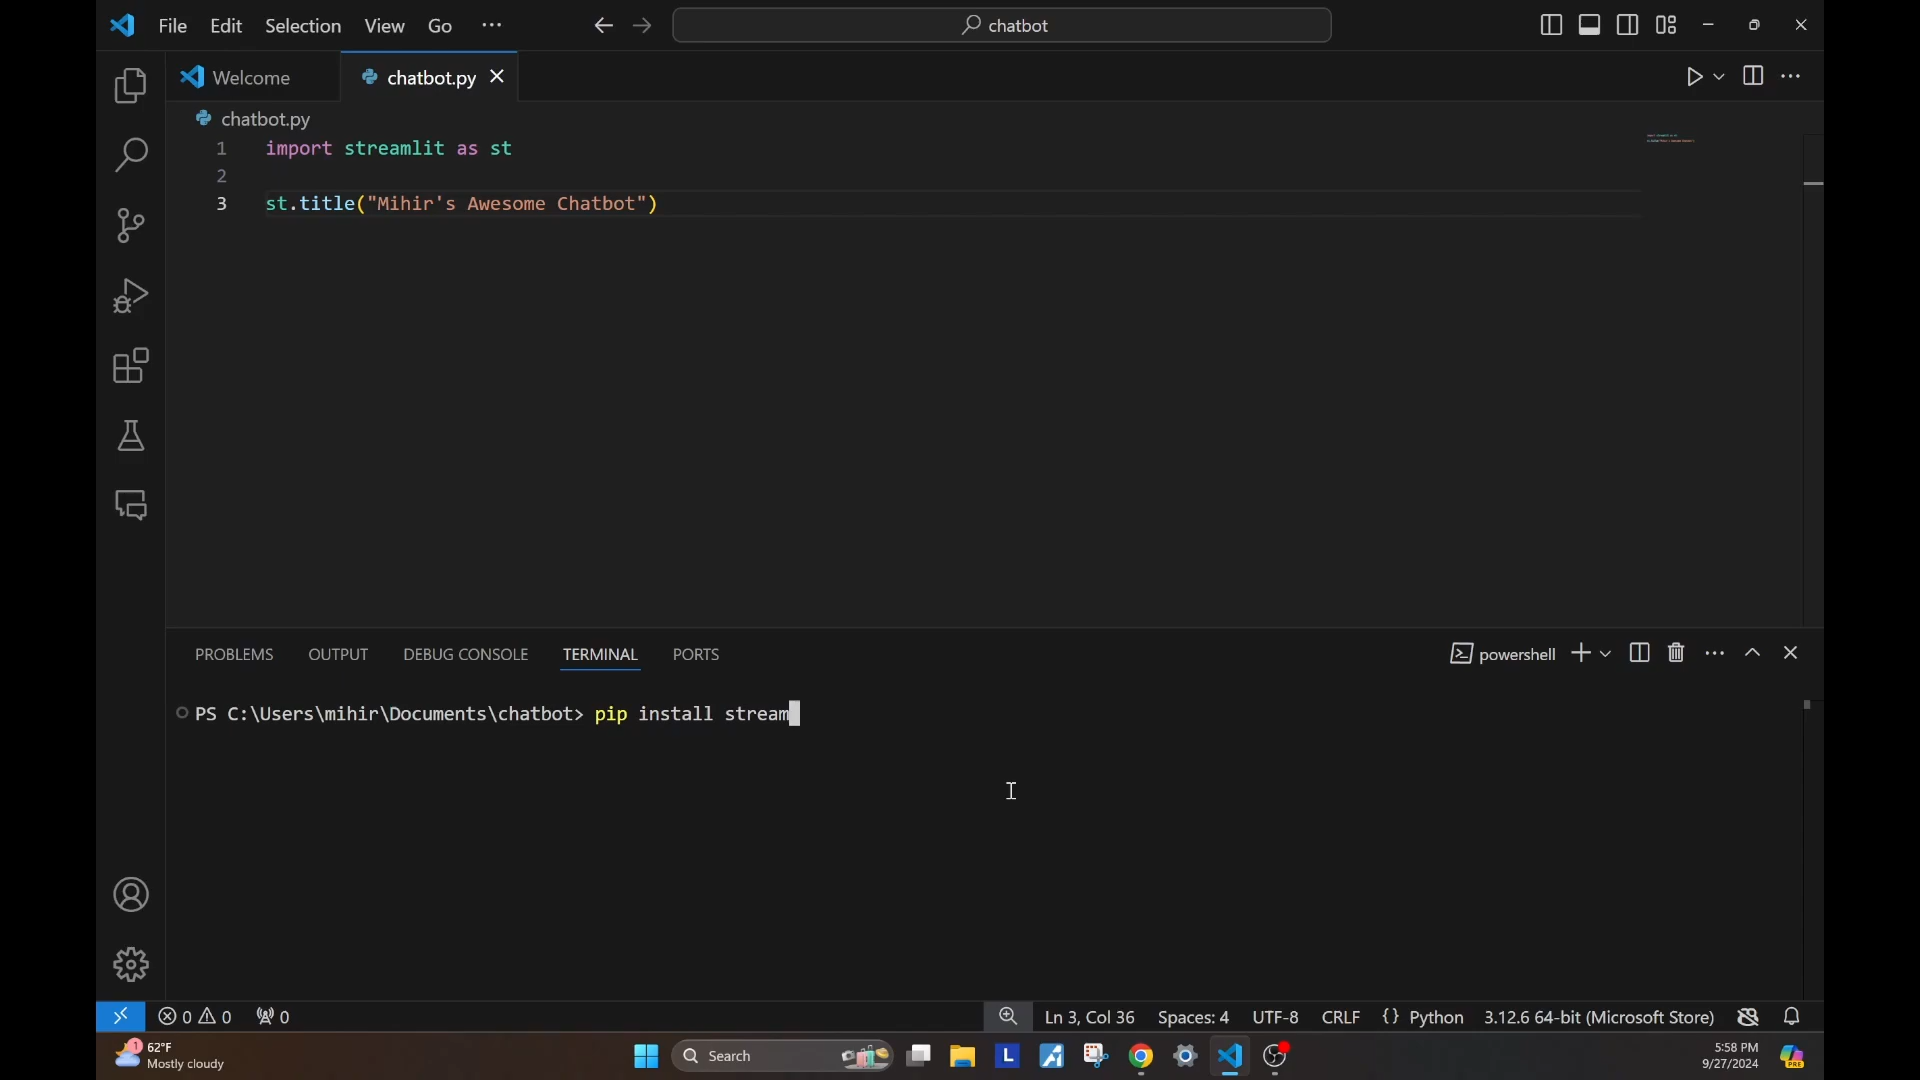 File Edit Selection View Go ···
chatbot
Welcome
chatbot.py
chatbot.py
1 import streamlit as st
2
3 st.title("Mihir's Awesome Chatbot")
PROBLEMS OUTPUT DEBUG CONSOLE TERMINAL PORTS
powershell
PS C:\Users\mihir\Documents\chatbot> pip install stream
0 0 0
Ln 3, Col 36 Spaces: 4 UTF-8 CRLF {} Python 3.12.6 64-bit (Microsoft Store)
1
62°F
Mostly cloudy
Search
L
5:58 PM
9/27/2024
PRE